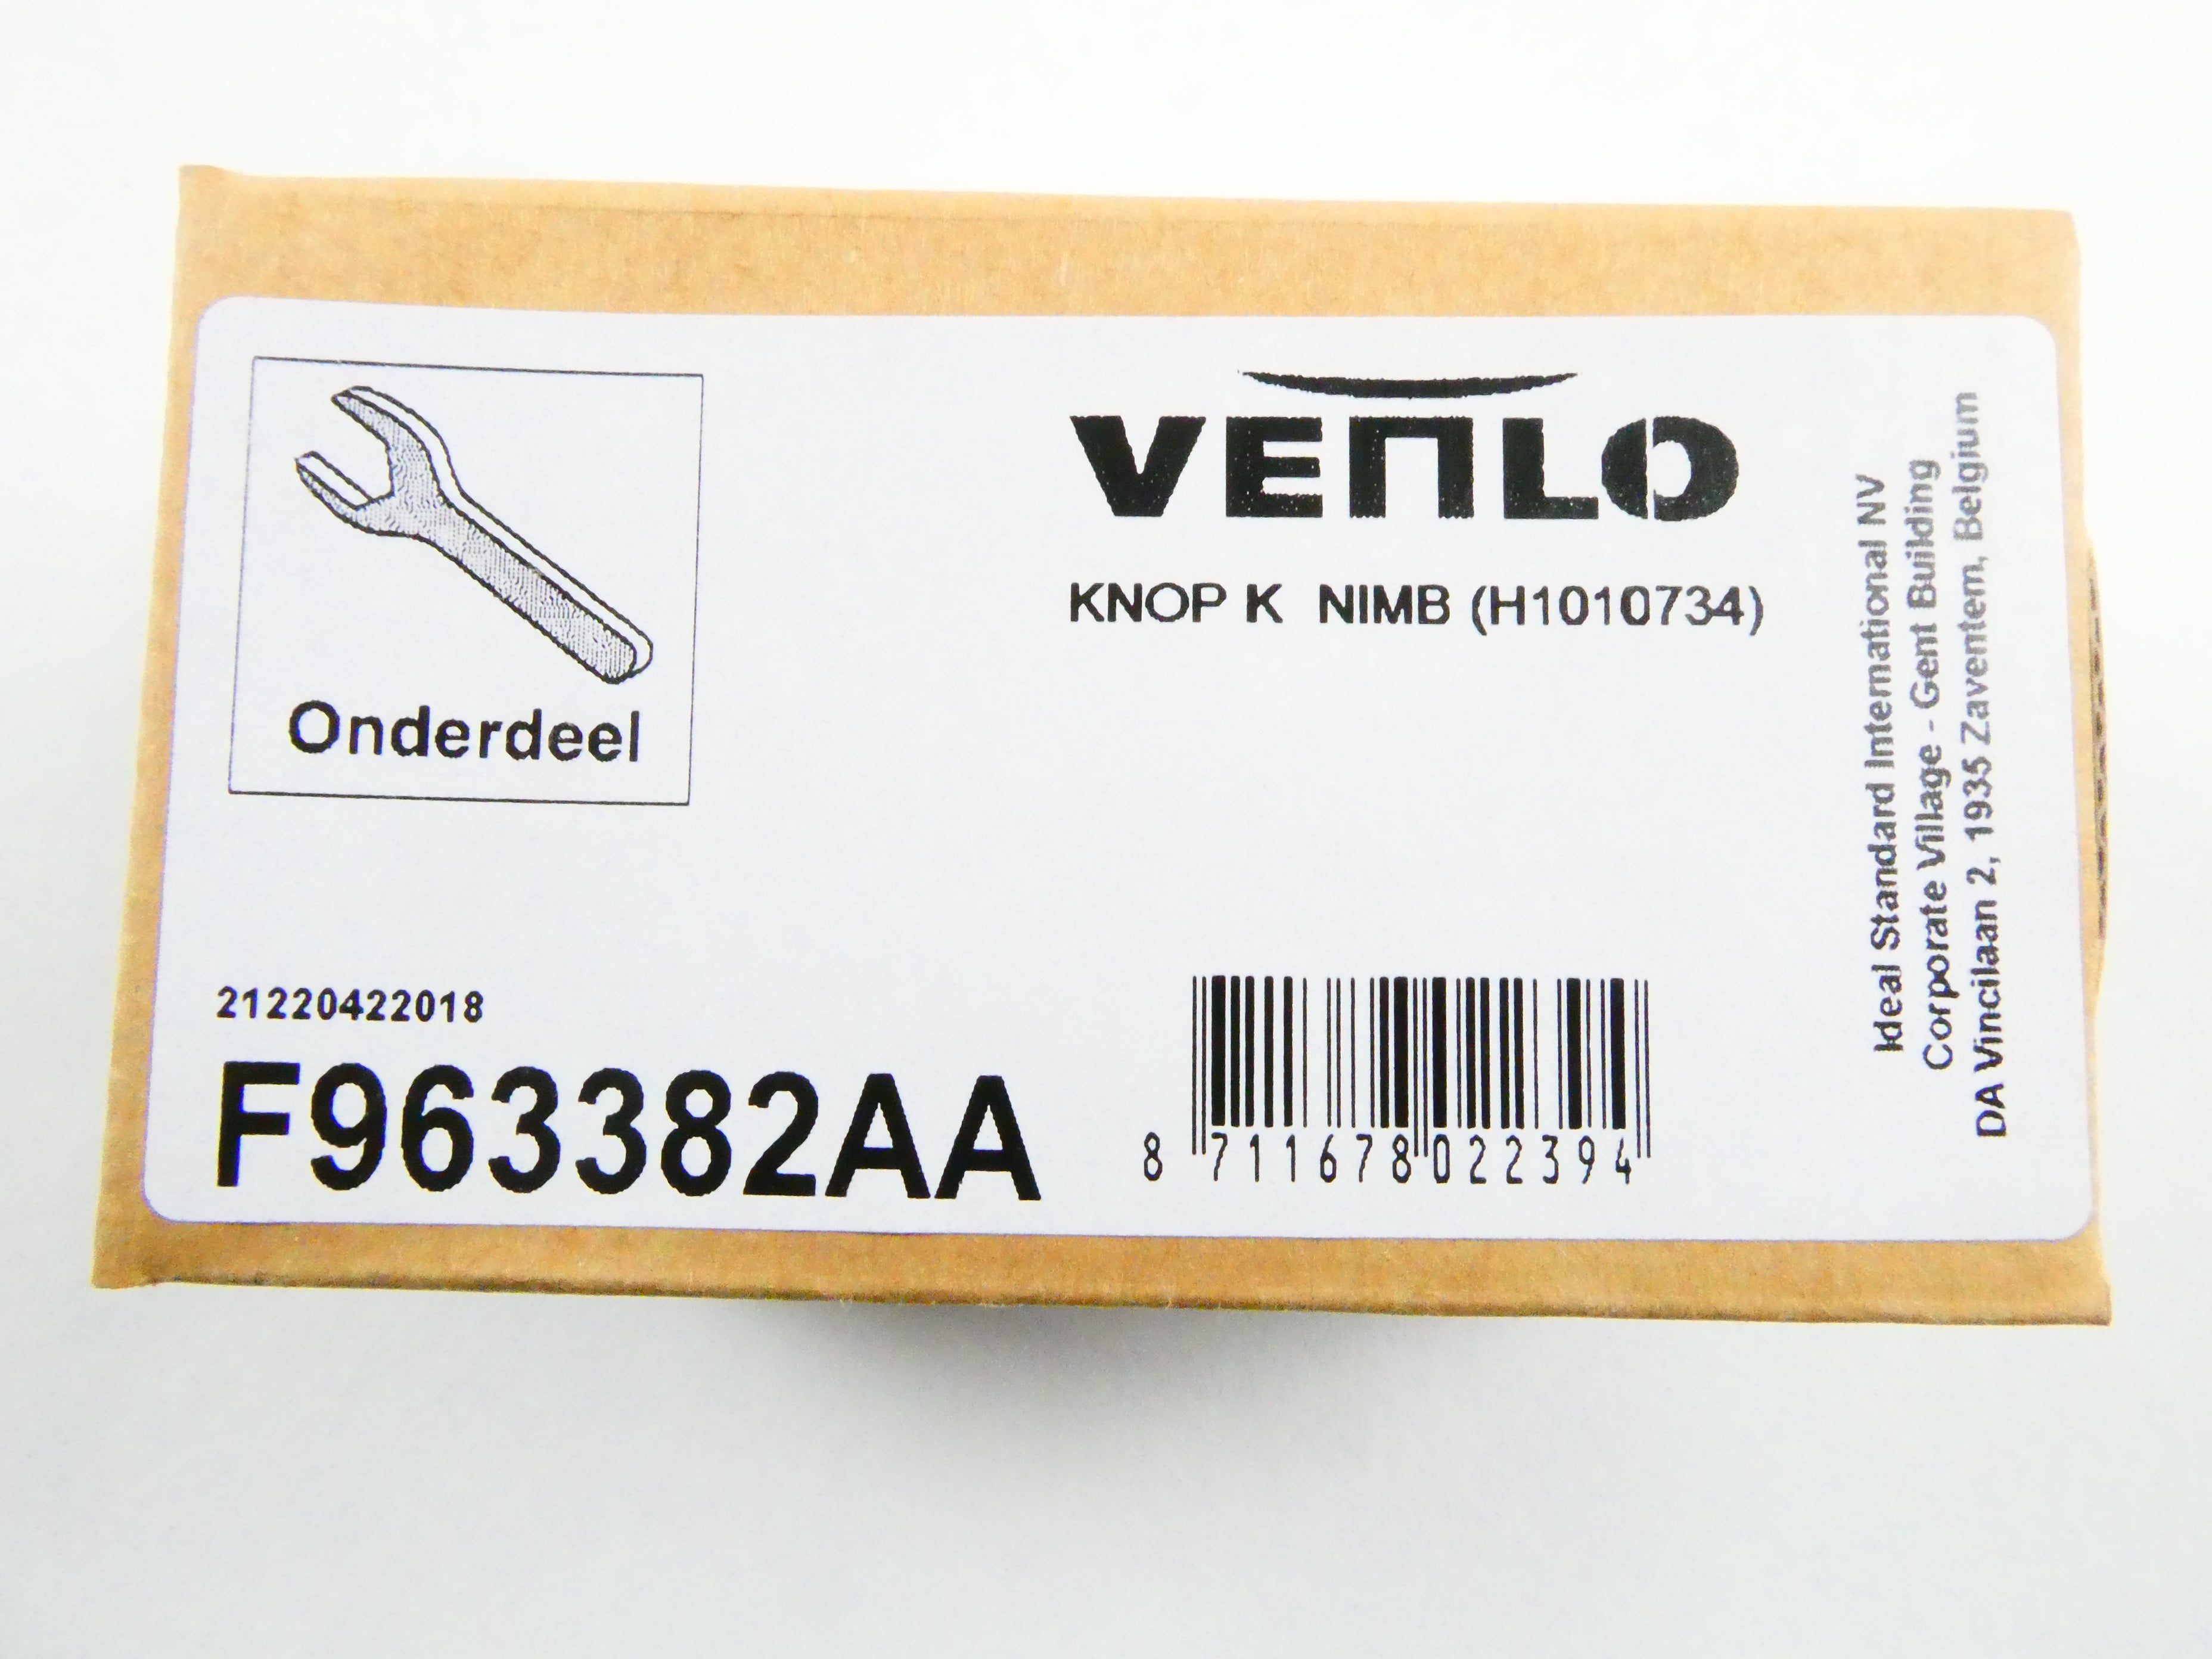 Onderdeel
VENLO
KNOP K NIMB (H1010734)
21220422018
F963382AA
8 711678 022394
Ideal Standard International NV
Corporate Village - Gent Building
DA Vincilaan 2, 1935 Zaventem, Belgium